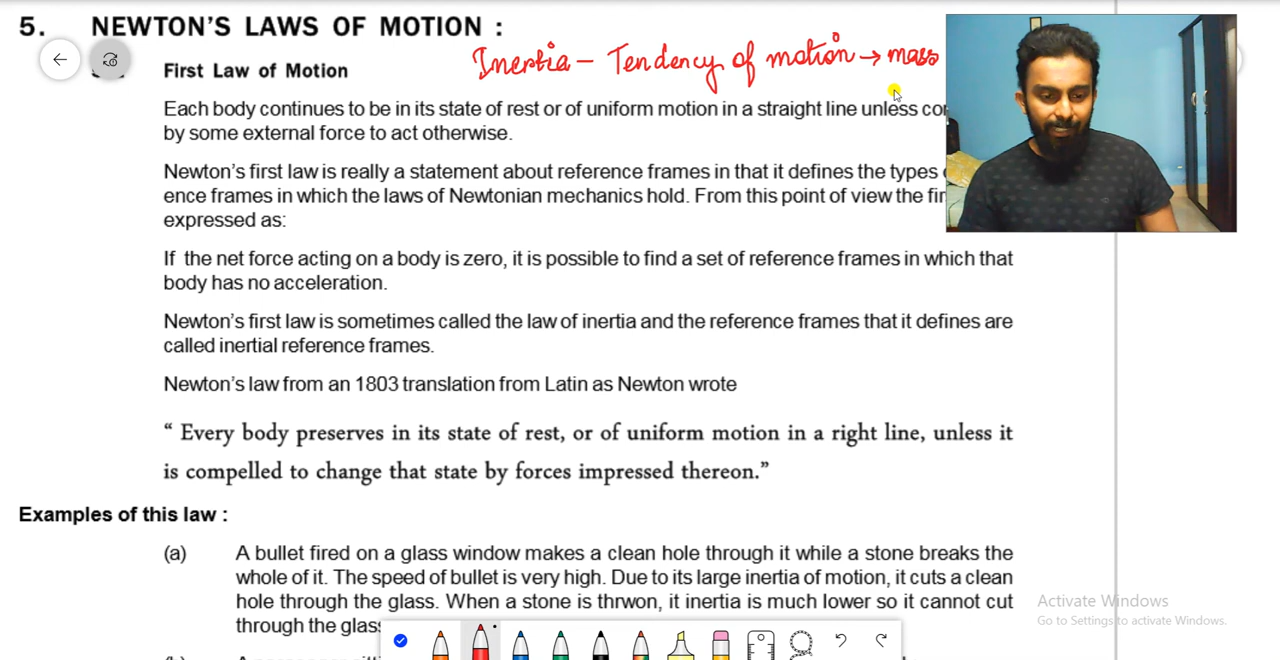 5. NEWTON'S LAWS OF MOTION :
Inertia – Tendency of motion → mass
First Law of Motion
Each body continues to be in its state of rest or of uniform motion in a straight line unless
by some external force to act otherwise.
Newton's first law is really a statement about reference frames in that it defines the types
ence frames in which the laws of Newtonian mechanics hold. From this point of view the
expressed as:
If the net force acting on a body is zero, it is possible to find a set of reference frames in which that
body has no acceleration.
Newton's first law is sometimes called the law of inertia and the reference frames that it defines are
called inertial reference frames.
Newton's law from an 1803 translation from Latin as Newton wrote
“ Every body preserves in its state of rest, or of uniform motion in a right line, unless it
is compelled to change that state by forces impressed thereon.”
Examples of this law :
(a) A bullet fired on a glass window makes a clean hole through it while a stone breaks the
whole of it. The speed of bullet is very high. Due to its large inertia of motion, it cuts a clean
hole through the glass. When a stone is thrwon, it inertia is much lower so it cannot cut
through the
Activate Windows
Go to Settings to activate Windows.